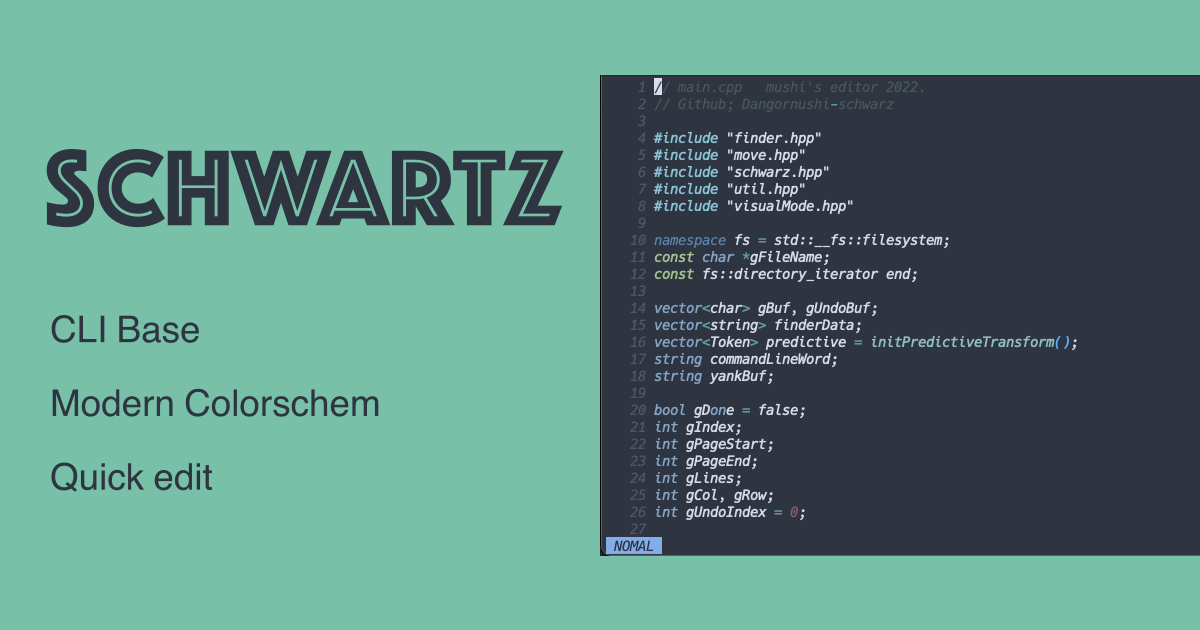 SCHWARTZ
CLI Base
Modern Colorschem
Quick edit
1 // main.cpp   mushi's editor 2022.
2 // Github; Dangornushi-schwarz
3
4 #include "finder.hpp"
5 #include "move.hpp"
6 #include "schwarz.hpp"
7 #include "util.hpp"
8 #include "visualMode.hpp"
9
10 namespace fs = std::__fs::filesystem;
11 const char *gFileName;
12 const fs::directory_iterator end;
13
14 vector<char> gBuf, gUndoBuf;
15 vector<string> finderData;
16 vector<Token> predictive = initPredictiveTransform();
17 string commandLineWord;
18 string yankBuf;
19
20 bool gDone = false;
21 int gIndex;
22 int gPageStart;
23 int gPageEnd;
24 int gLines;
25 int gCol, gRow;
26 int gUndoIndex = 0;
27
NOMAL